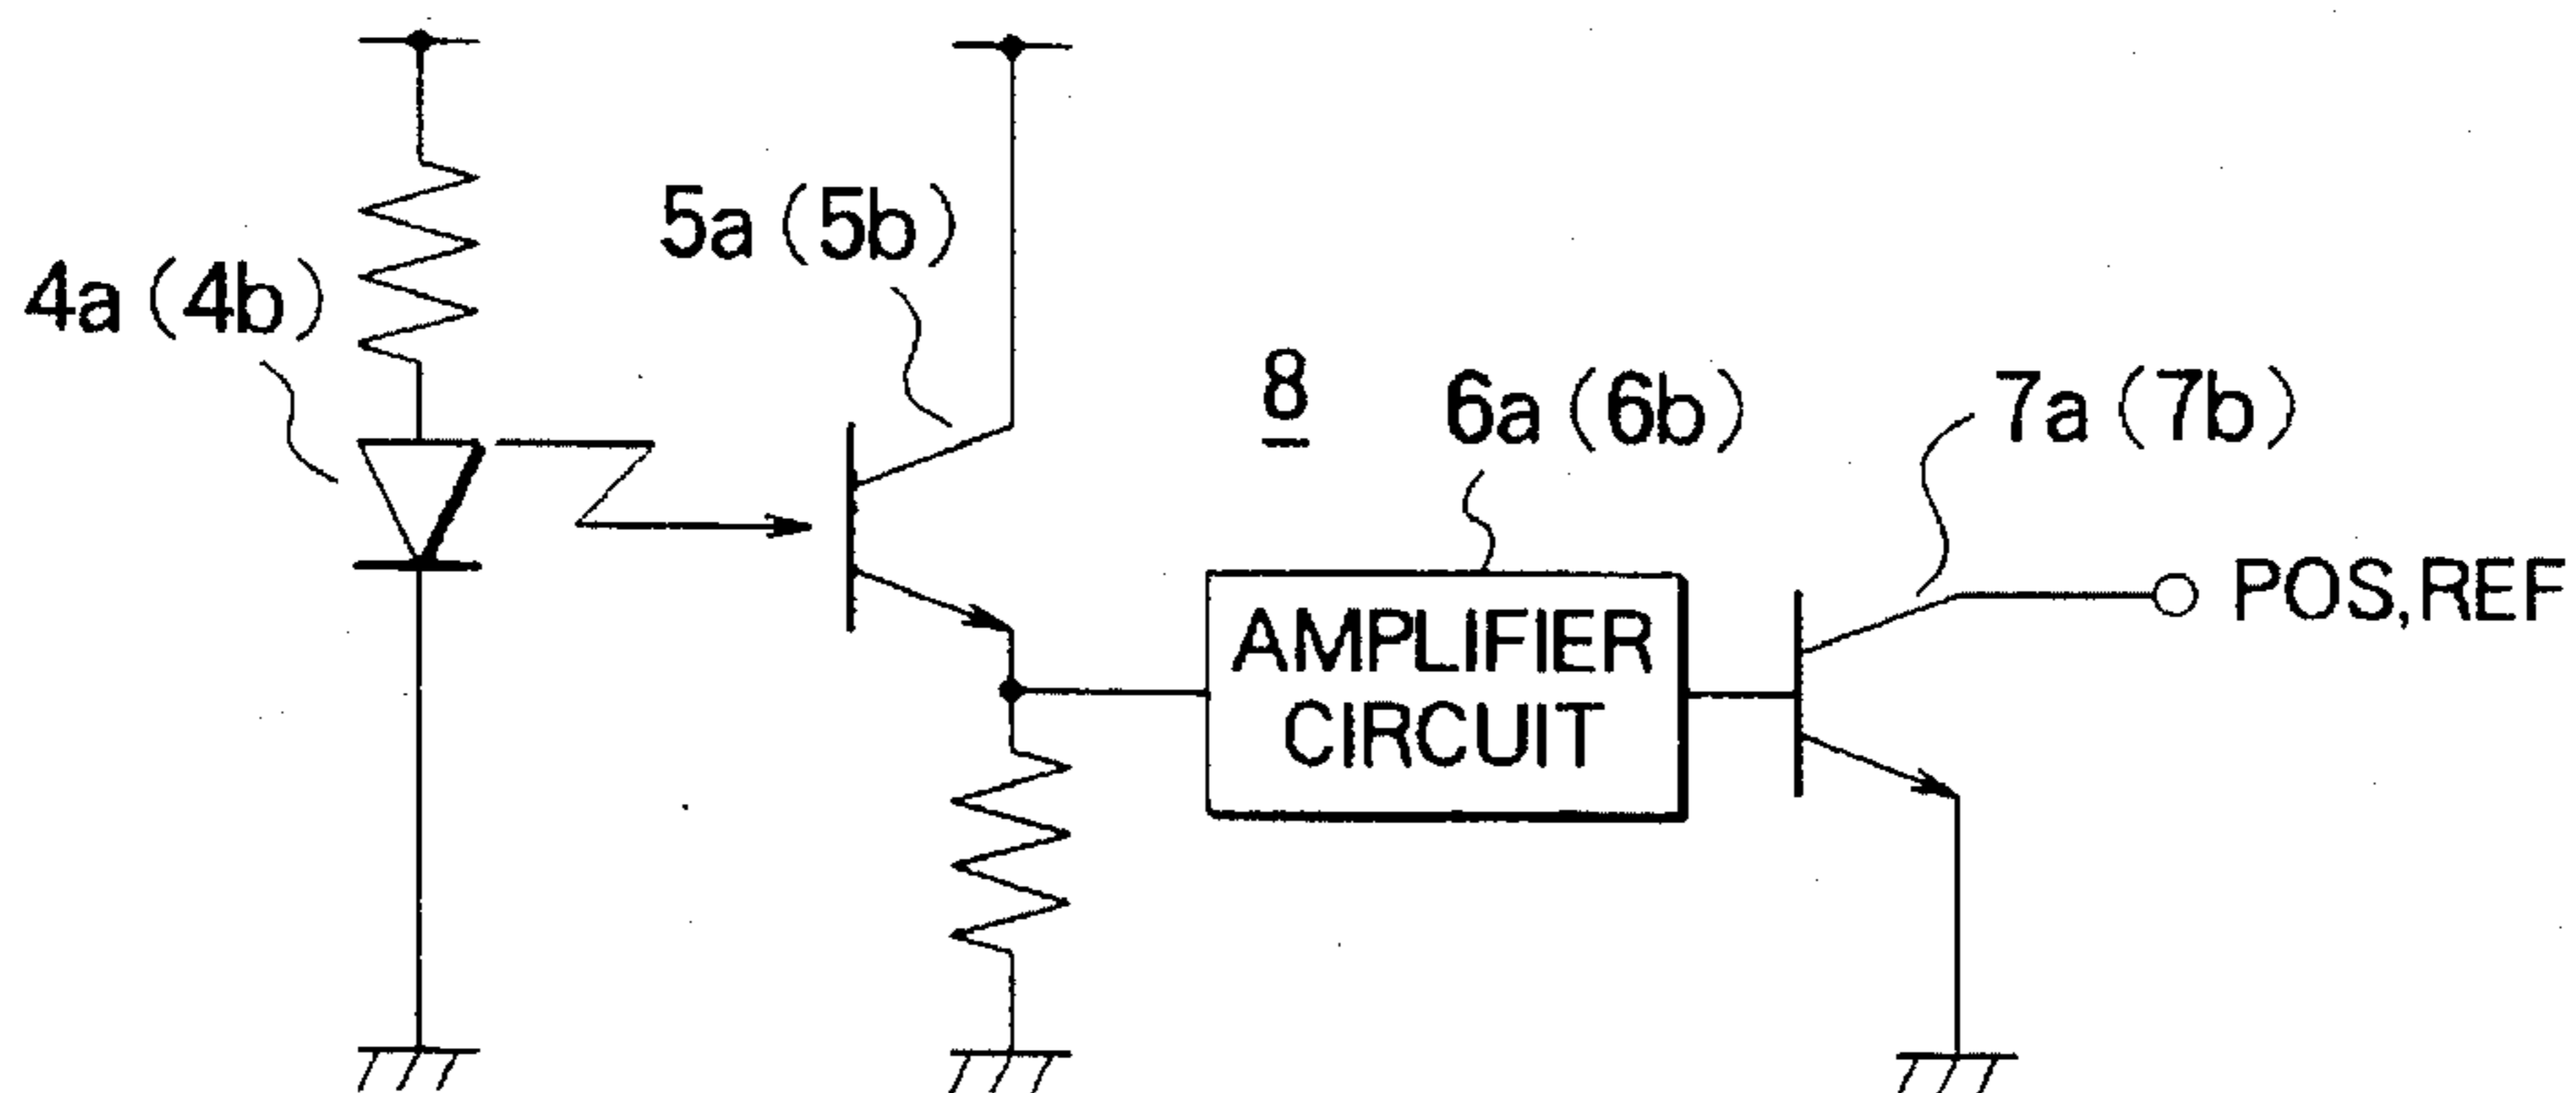 4a (4b)
5a (5b)
8
6a (6b)
7a (7b)
AMPLIFIER
CIRCUIT
POS, REF